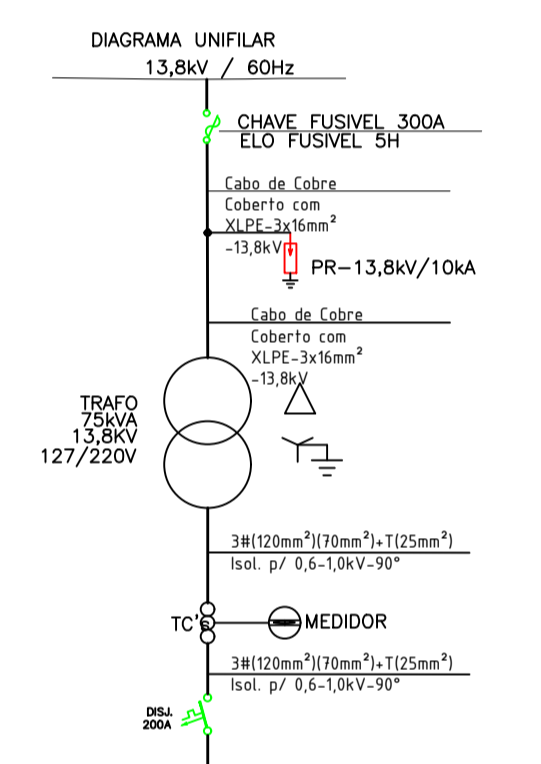 DIAGRAMA UNIFILAR
13,8kV / 60Hz
CHAVE FUSIVEL 300A
ELO FUSIVEL 5H
Cabo de Cobre
Coberto com
XLPE-3x16mm²
-13,8kV
PR-13,8kV/10kA
Cabo de Cobre
Coberto com
XLPE-3x16mm²
-13,8kV
TRAFO
75kVA
13,8KV
127/220V
3#(120mm²)(70mm²)+T(25mm²)
Isol. p/ 0,6-1,0kV-90°
TC's
MEDIDOR
3#(120mm²)(70mm²)+T(25mm²)
Isol. p/ 0,6-1,0kV-90°
DISJ.
200A